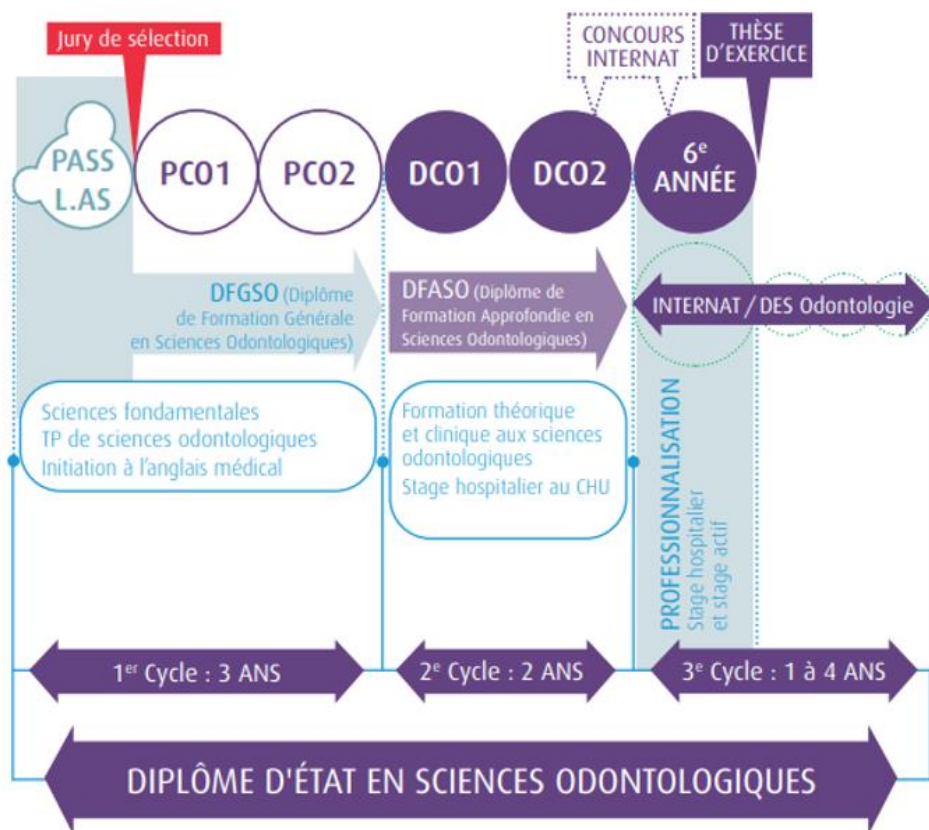 Jury de sélection
CONCOURS
INTERNAT
THÈSE
D'EXERCICE
PASS
L.AS
PCO1
PCO2
DCO1
DCO2
6e
ANNÉE
DFGSO (Diplôme
de Formation Générale
en Sciences Odontologiques)
DFASO (Diplôme de
Formation Approfondie en
Sciences Odontologiques)
INTERNAT / DES Odontologie
Sciences fondamentales
TP de sciences odontologiques
Initiation à l'anglais médical
Formation théorique
et clinique aux sciences
odontologiques
Stage hospitalier au CHU
PROFESSIONNALISATION
Stage hospitalier
et stage actif
1er Cycle : 3 ANS
2e Cycle : 2 ANS
3e Cycle : 1 à 4 ANS
DIPLÔME D'ÉTAT EN SCIENCES ODONTOLOGIQUES